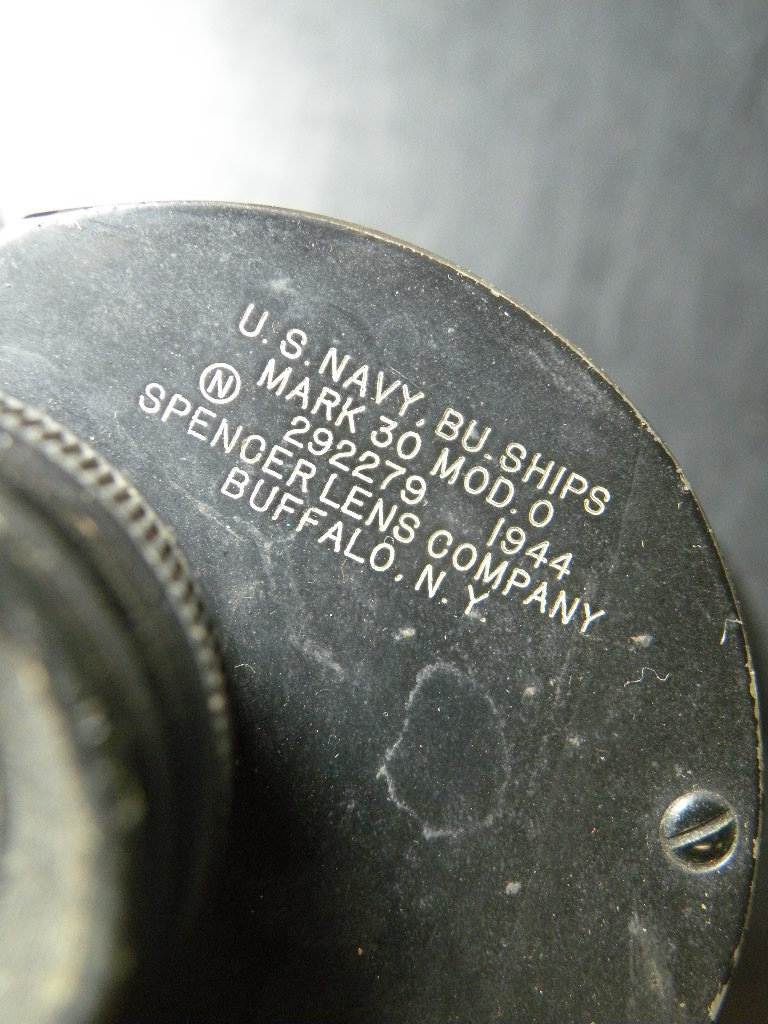 U.S. NAVY, BU. SHIPS
MARK 30 MOD. 0
Ⓝ 292279 1944
SPENCER LENS COMPANY
BUFFALO, N. Y.